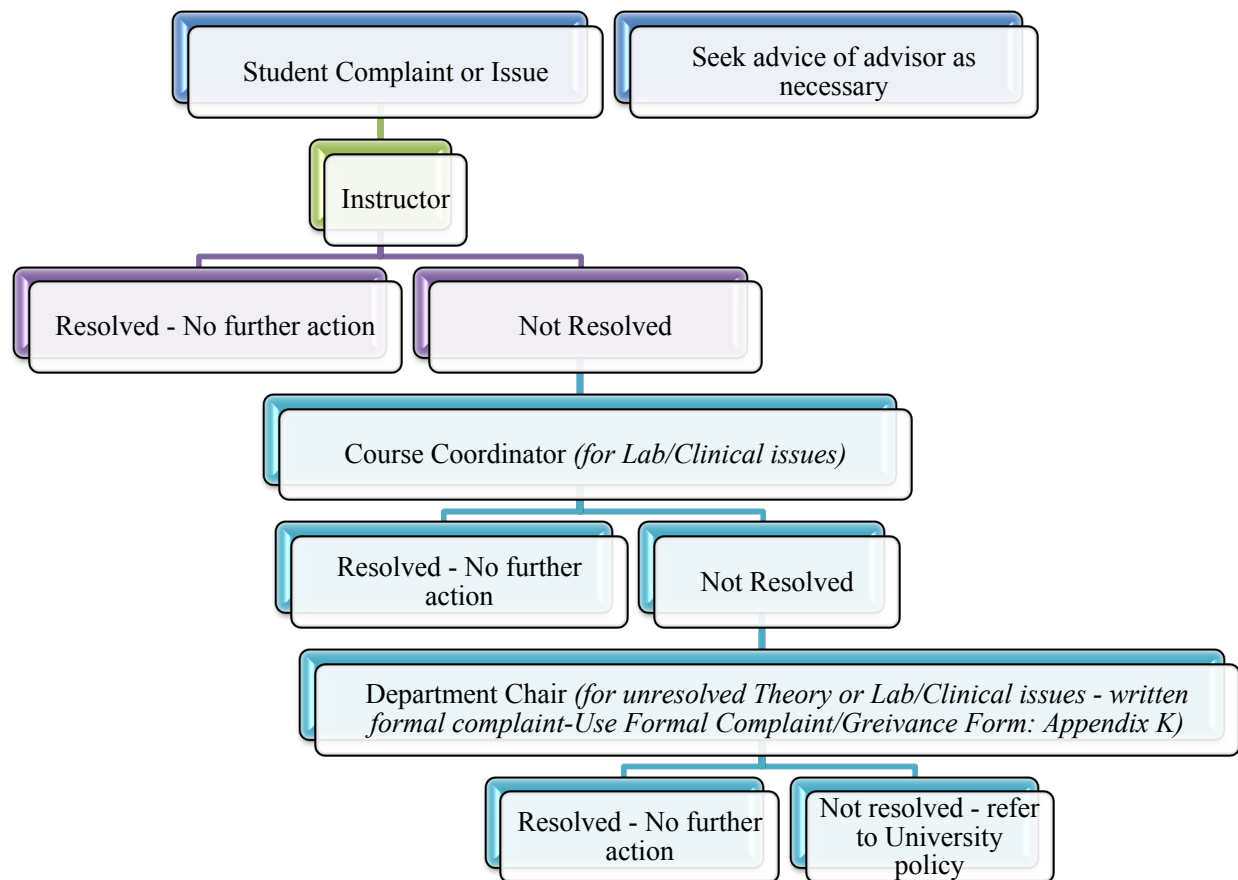 Student Complaint or Issue
Seek advice of advisor as
necessary
Instructor
Resolved - No further action
Not Resolved
Course Coordinator (for Lab/Clinical issues)
Resolved - No further
action
Not Resolved
Department Chair (for unresolved Theory or Lab/Clinical issues - written
formal complaint-Use Formal Complaint/Greivance Form: Appendix K)
Resolved - No further
action
Not resolved - refer
to University
policy